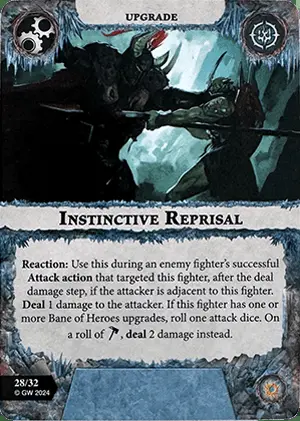 UPGRADE
INSTINCTIVE REPRISAL
Reaction: Use this during an enemy fighter's successful
Attack action that targeted this fighter, after the deal
damage step, if the attacker is adjacent to this fighter.
Deal 1 damage to the attacker. If this fighter has one or
more Bane of Heroes upgrades, roll one attack dice. On
a roll of , deal 2 damage instead.
28/32
© GW 2024